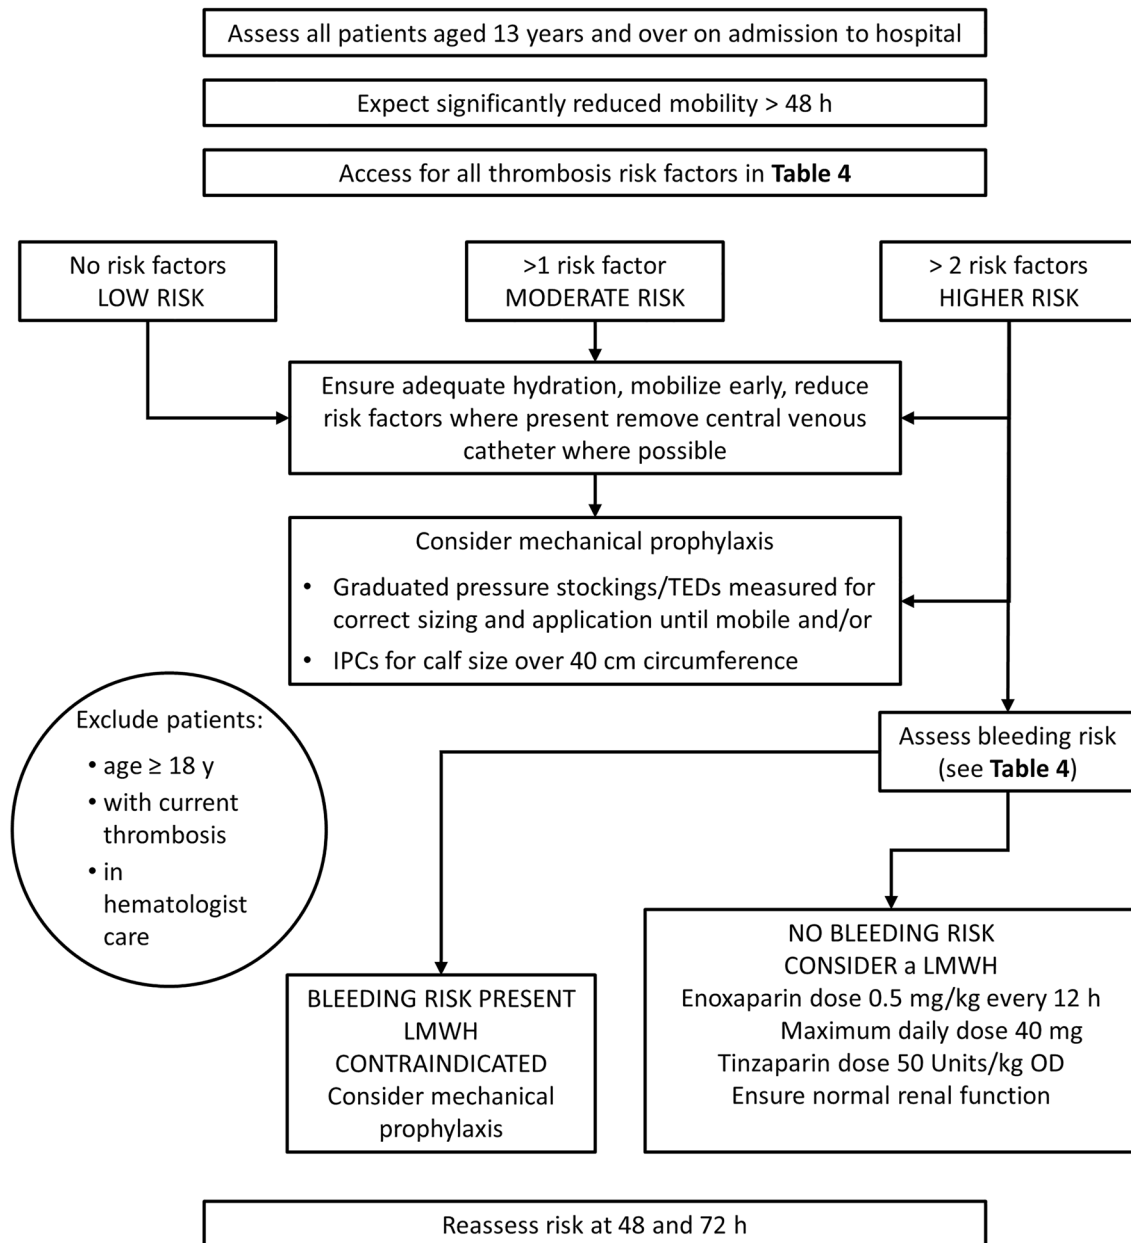 Assess all patients aged 13 years and over on admission to hospital
Expect significantly reduced mobility > 48 h
Access for all thrombosis risk factors in Table 4
No risk factors
LOW RISK
>1 risk factor
MODERATE RISK
> 2 risk factors
HIGHER RISK
Ensure adequate hydration, mobilize early, reduce
risk factors where present remove central venous
catheter where possible
Consider mechanical prophylaxis
• Graduated pressure stockings/TEDs measured for
correct sizing and application until mobile and/or
• IPCs for calf size over 40 cm circumference
Exclude patients:
• age ≥ 18 y
• with current
thrombosis
• in
hematologist
care
Assess bleeding risk
(see Table 4)
BLEEDING RISK PRESENT
LMWH
CONTRAINDICATED
Consider mechanical
prophylaxis
NO BLEEDING RISK
CONSIDER a LMWH
Enoxaparin dose 0.5 mg/kg every 12 h
Maximum daily dose 40 mg
Tinzaparin dose 50 Units/kg OD
Ensure normal renal function
Reassess risk at 48 and 72 h